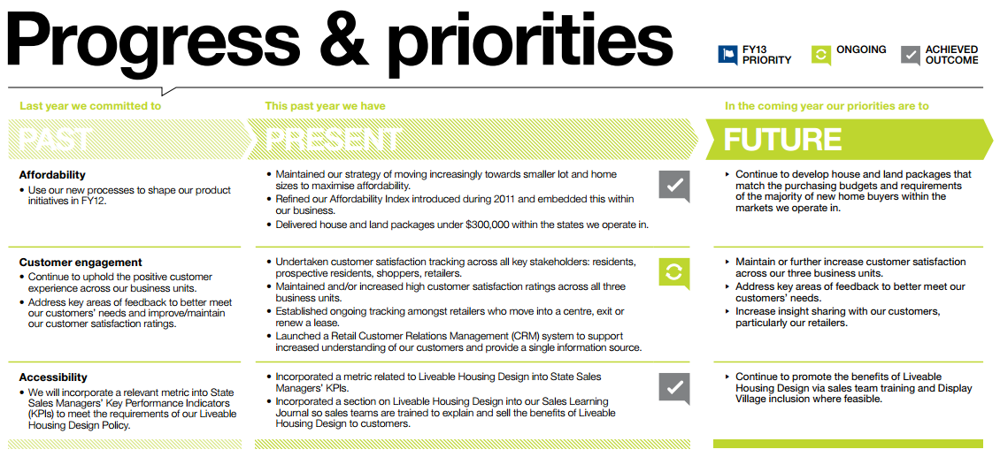 Progress & priorities
FY13
PRIORITY
ONGOING
ACHIEVED
OUTCOME
Last year we committed to
This past year we have
In the coming year our priorities are to
PAST
PRESENT
FUTURE
Affordability
• Use our new processes to shape our product
initiatives in FY12.
• Maintained our strategy of moving increasingly towards smaller lot and home
sizes to maximise affordability.
• Refined our Affordability Index introduced during 2011 and embedded this within
our business.
• Delivered house and land packages under $300,000 within the states we operate in.
Continue to develop house and land packages that
match the purchasing budgets and requirements
of the majority of new home buyers within the
markets we operate in.
Customer engagement
• Continue to uphold the positive customer
experience across our business units.
• Address key areas of feedback to better meet
our customers’ needs and improve/maintain
our customer satisfaction ratings.
• Undertaken customer satisfaction tracking across all key stakeholders: residents,
prospective residents, shoppers, retailers.
• Maintained and/or increased high customer satisfaction ratings across all three
business units.
• Established ongoing tracking amongst retailers who move into a centre, exit or
renew a lease.
• Launched a Retail Customer Relations Management (CRM) system to support
increased understanding of our customers and provide a single information source.
Maintain or further increase customer satisfaction
across our three business units.
Address key areas of feedback to better meet our
customers’ needs.
Increase insight sharing with our customers,
particularly our retailers.
Accessibility
• We will incorporate a relevant metric into State
Sales Managers’ Key Performance Indicators
(KPIs) to meet the requirements of our Liveable
Housing Design Policy.
• Incorporated a metric related to Liveable Housing Design into State Sales
Managers’ KPIs.
• Incorporated a section on Liveable Housing Design into our Sales Learning
Journal so sales teams are trained to explain and sell the benefits of Liveable
Housing Design to customers.
Continue to promote the benefits of Liveable
Housing Design via sales team training and Display
Village inclusion where feasible.